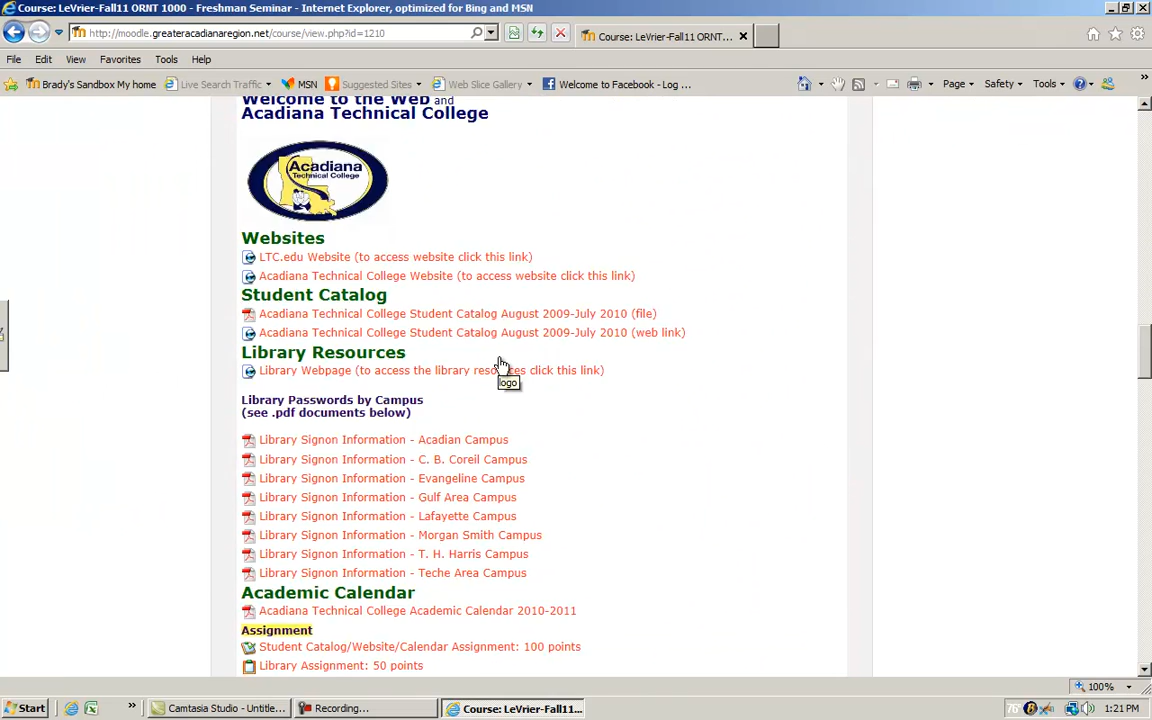 Course: LeVrier-Fall11 ORNT 1000 - Freshman Seminar - Internet Explorer, optimized for Bing and MSN
http://moodle.greateracadianaregion.net/course/view.php?id=1210
Course: LeVrier-Fall11 ORNT...
File Edit View Favorites Tools Help
Brady's Sandbox My home Live Search Traffic MSN Suggested Sites Web Slice Gallery Welcome to Facebook - Log ... Page Safety Tools
Welcome to the Web and
Acadiana Technical College
Acadiana
Technical College
Websites
LTC.edu Website (to access website click this link)
Acadiana Technical College Website (to access website click this link)
Student Catalog
Acadiana Technical College Student Catalog August 2009-July 2010 (file)
Acadiana Technical College Student Catalog August 2009-July 2010 (web link)
Library Resources
Library Webpage (to access the library resources click this link)
logo
Library Passwords by Campus
(see .pdf documents below)
Library Signon Information - Acadian Campus
Library Signon Information - C. B. Coreil Campus
Library Signon Information - Evangeline Campus
Library Signon Information - Gulf Area Campus
Library Signon Information - Lafayette Campus
Library Signon Information - Morgan Smith Campus
Library Signon Information - T. H. Harris Campus
Library Signon Information - Teche Area Campus
Academic Calendar
Acadiana Technical College Academic Calendar 2010-2011
Assignment
Student Catalog/Website/Calendar Assignment: 100 points
Library Assignment: 50 points
100%
Start Camtasia Studio - Untitle... Recording... Course: LeVrier-Fall11... 76° 1:21 PM